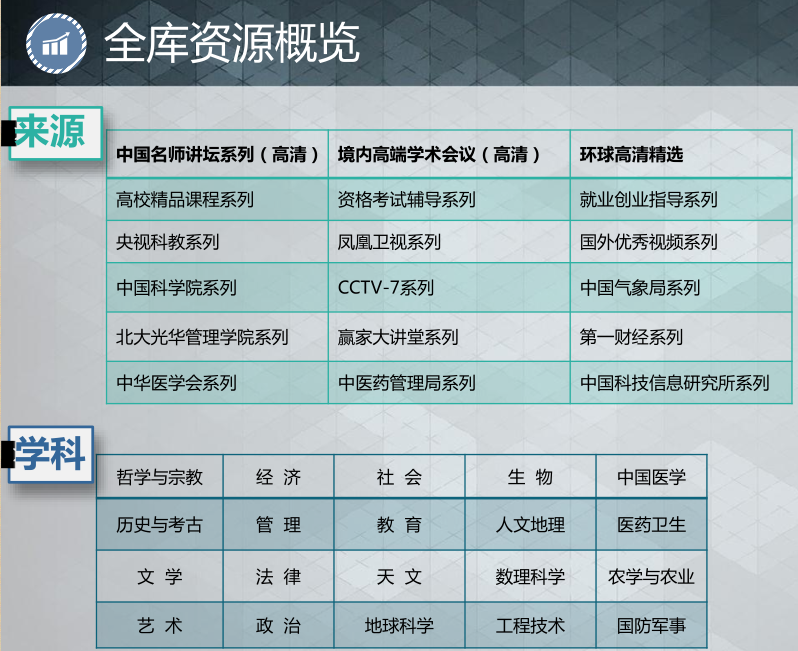 全库资源概览
来源
中国名师讲坛系列（高清） 境内高端学术会议（高清） 环球高清精选
高校精品课程系列 资格考试辅导系列 就业创业指导系列
央视科教系列 凤凰卫视系列 国外优秀视频系列
中国科学院系列 CCTV-7系列 中国气象局系列
北大光华管理学院系列 赢家大讲堂系列 第一财经系列
中华医学会系列 中医药管理局系列 中国科技信息研究所系列
学科
哲学与宗教 经 济 社 会 生 物 中国医学
历史与考古 管 理 教 育 人文地理 医药卫生
文 学 法 律 天 文 数理科学 农学与农业
艺 术 政 治 地球科学 工程技术 国防军事